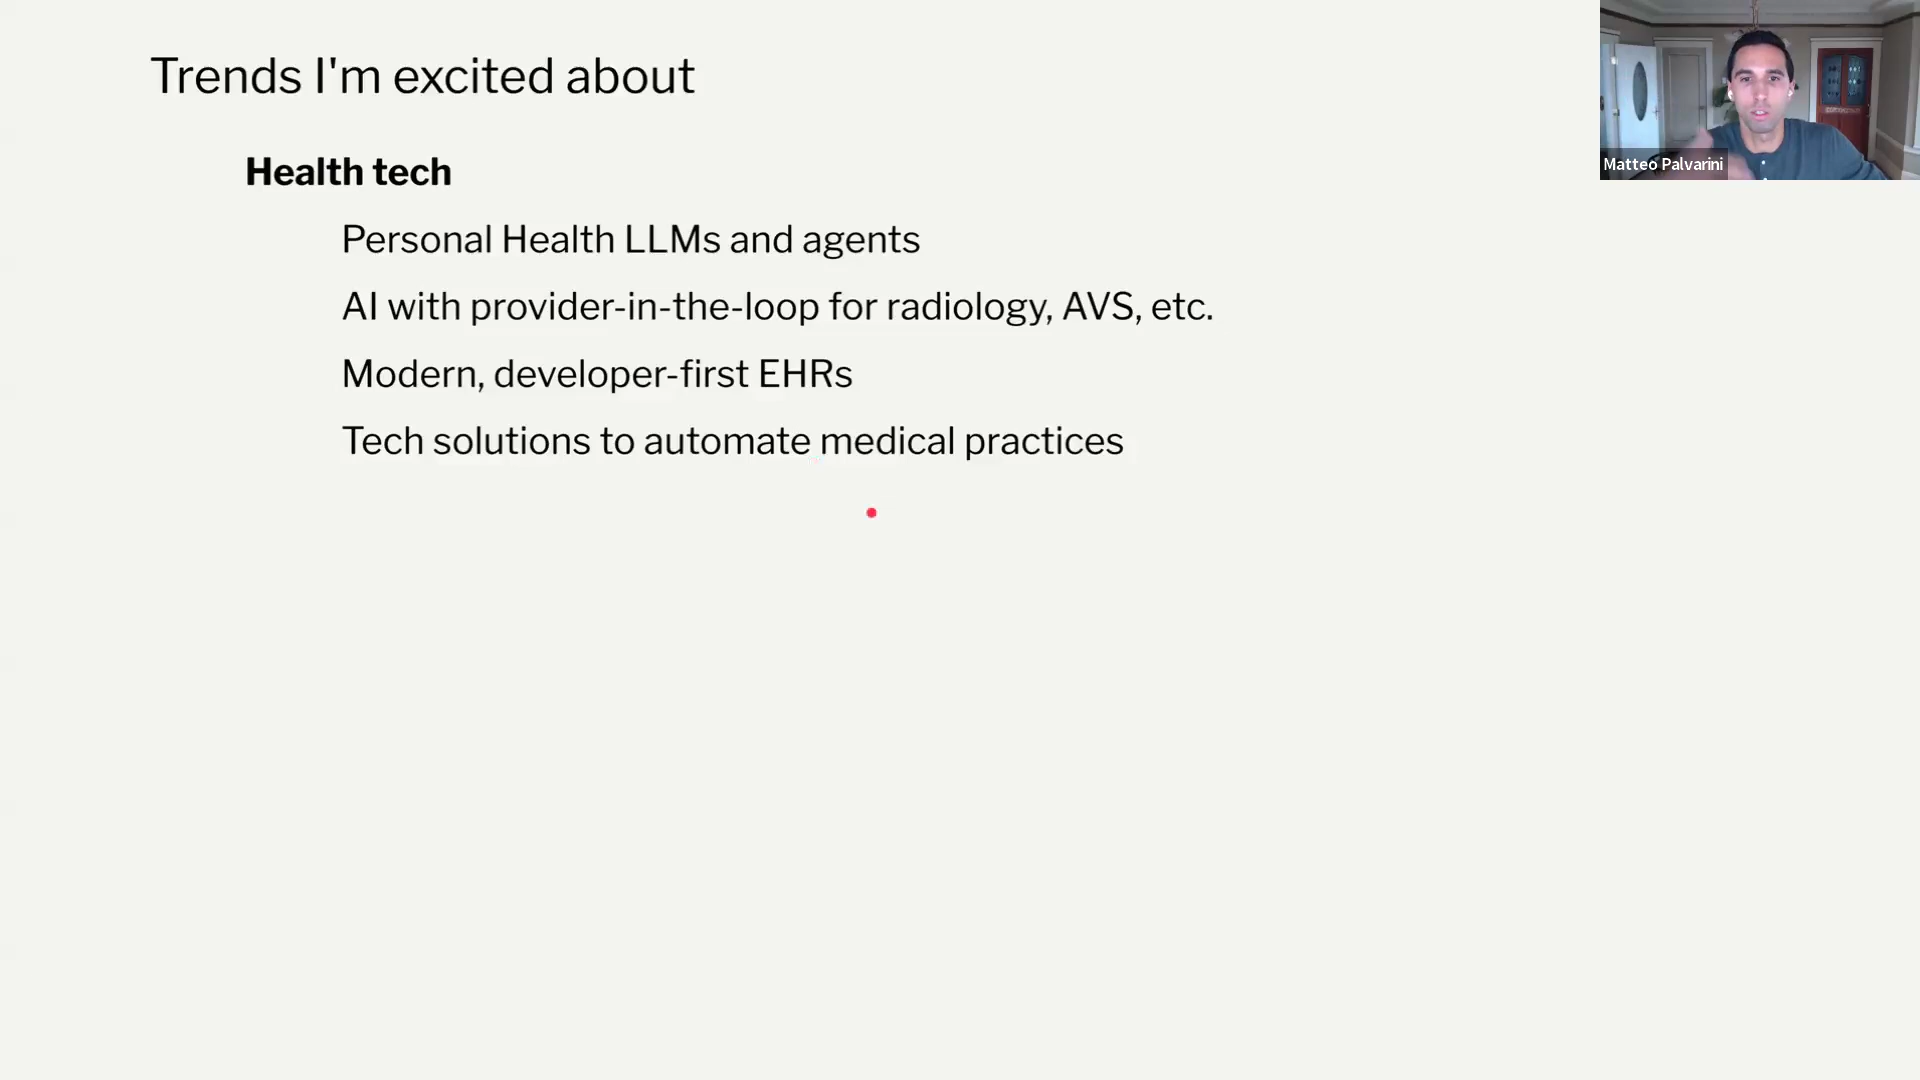 Trends I'm excited about
Matteo Palvarini
Health tech
Personal Health LLMs and agents
AI with provider-in-the-loop for radiology, AVS, etc.
Modern, developer-first EHRs
Tech solutions to automate medical practices